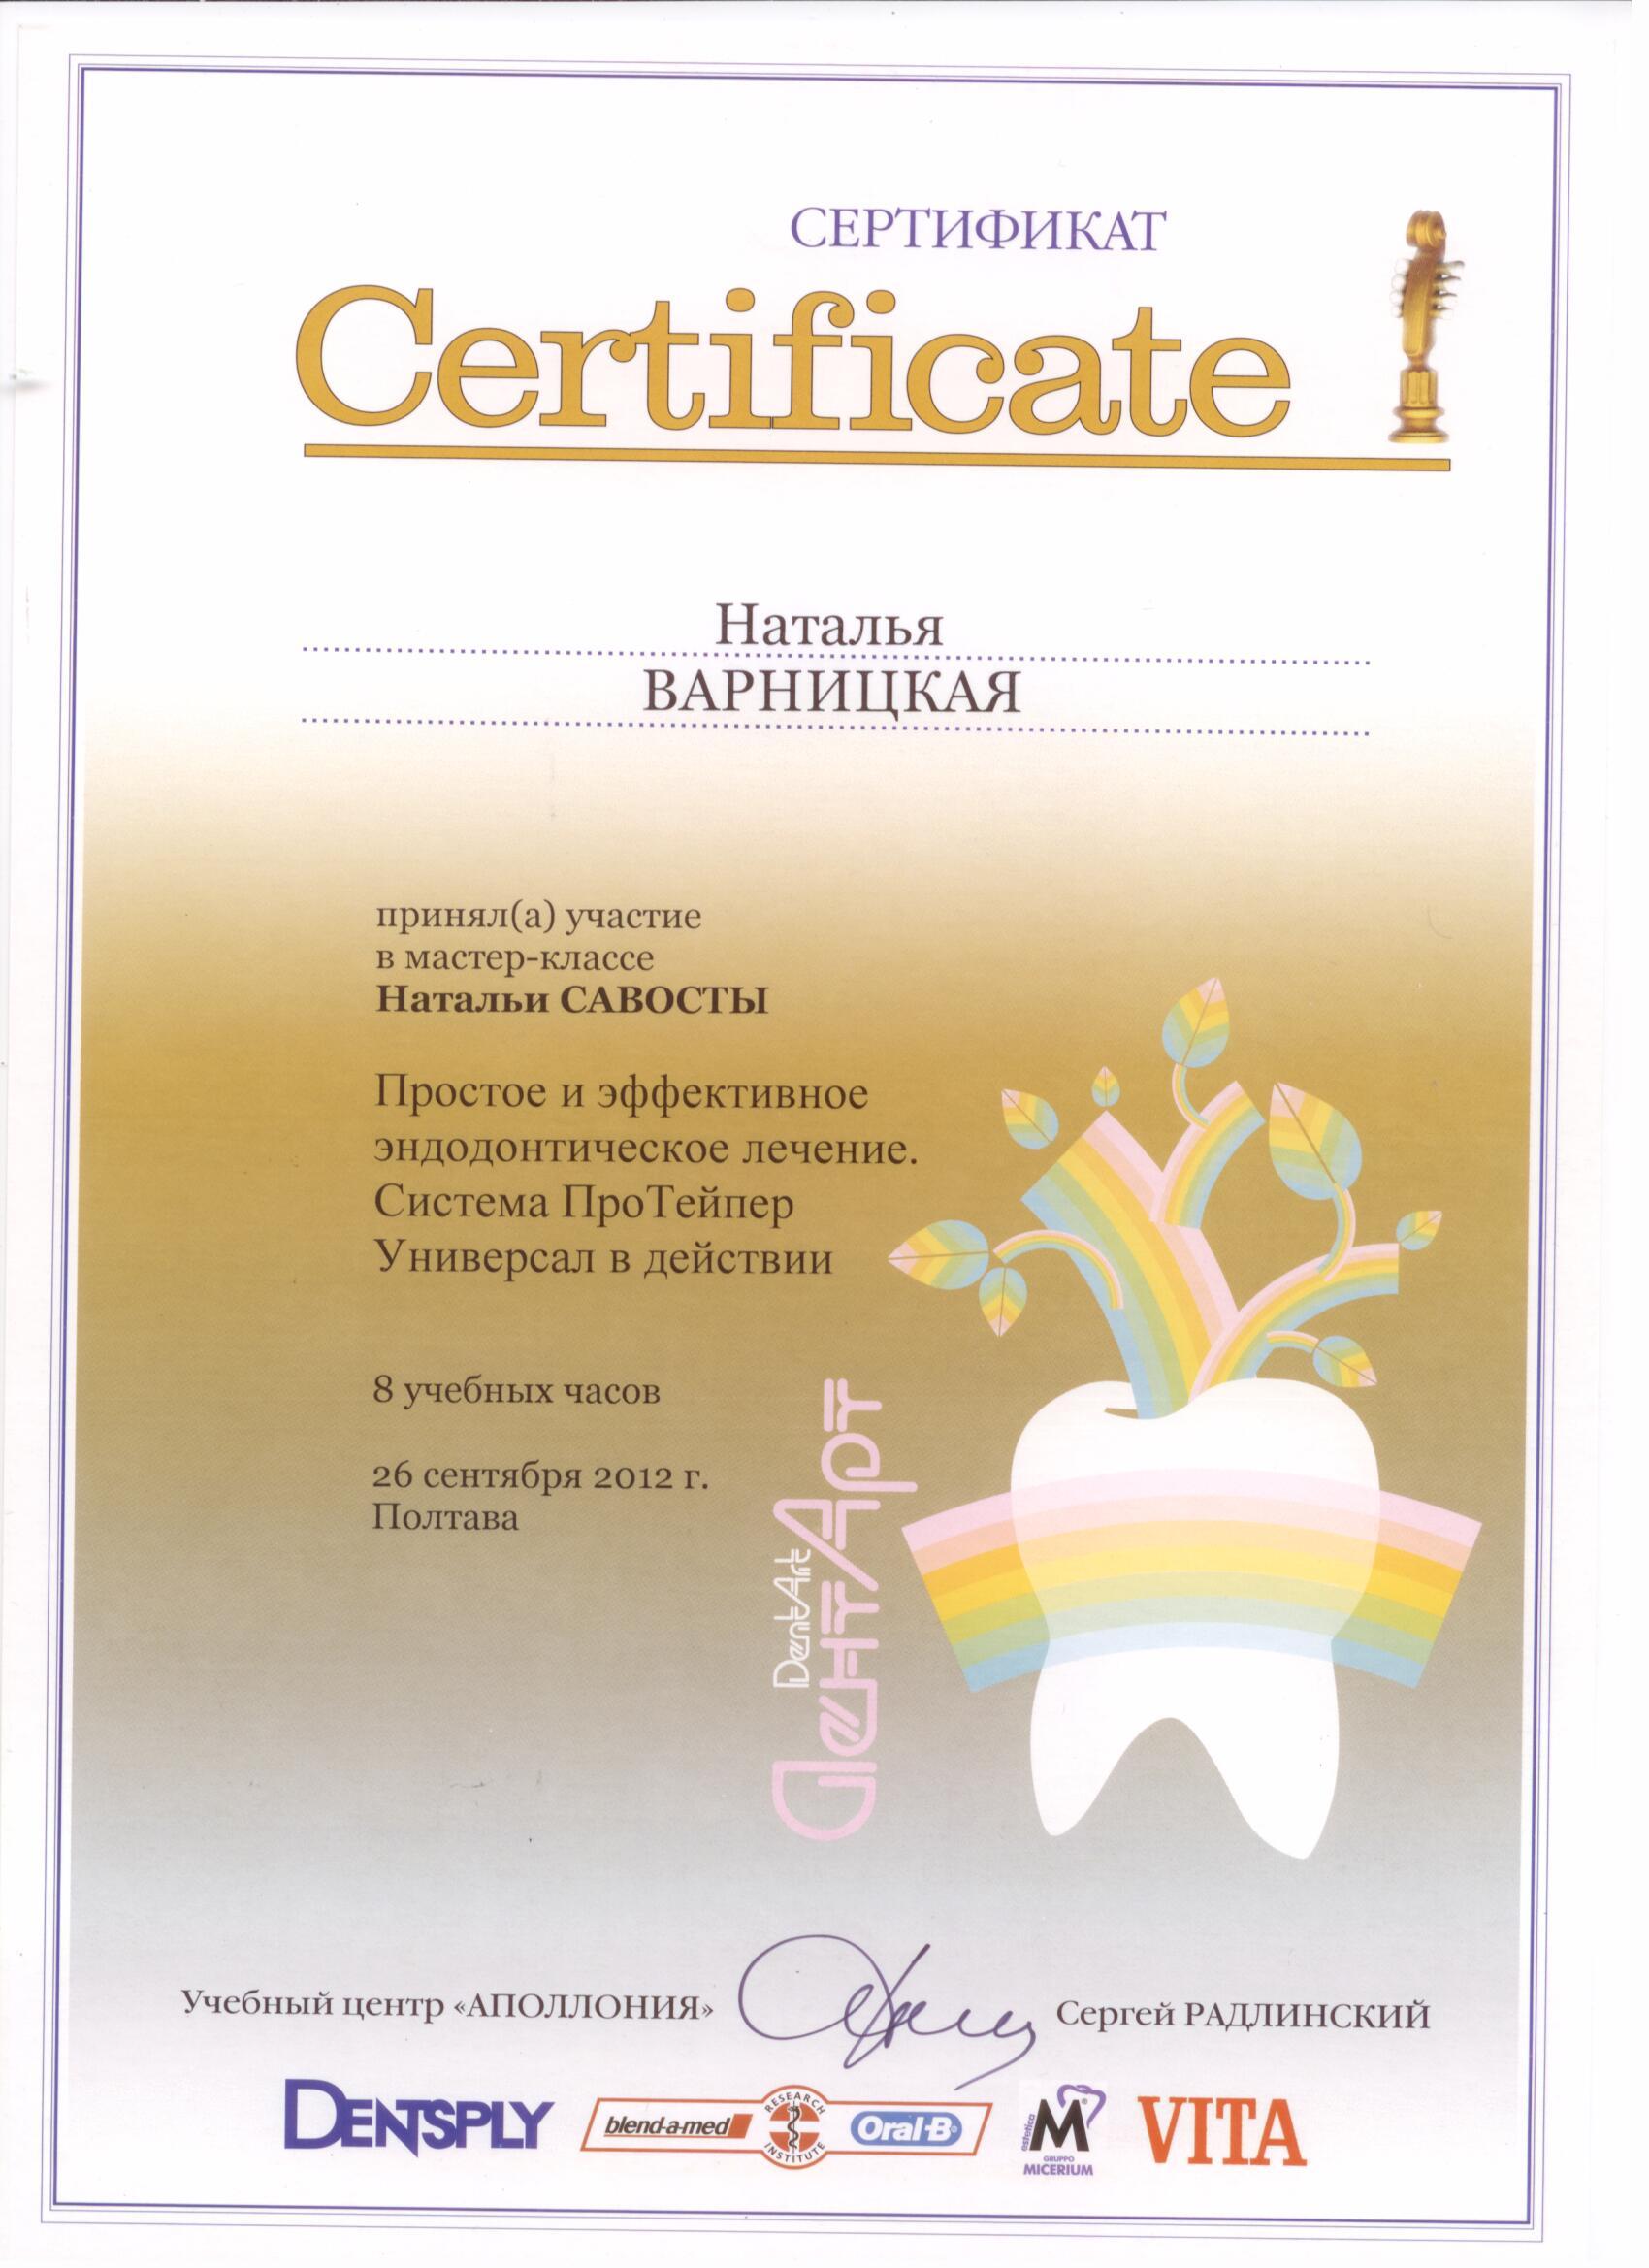 СЕРТИФИКАТ
Certificate
Наталья
ВАРНИЦКАЯ
принял(а) участие
в мастер-классе
Натальи САВОСТЫ
Простое и эффективное
эндодонтическое лечение.
Система ПроТейпер
Универсал в действии
8 учебных часов
26 сентября 2012 г.
Полтава
DentArt
ДентАрт
Учебный центр «АПОЛЛОНИЯ»
Сергей РАДЛИНСКИЙ
DENTSPLY
blend-a-med
RESEARCH
INSTITUTE
Oral-B
estetica
M®
GRUPPO
MICERIUM
VITA